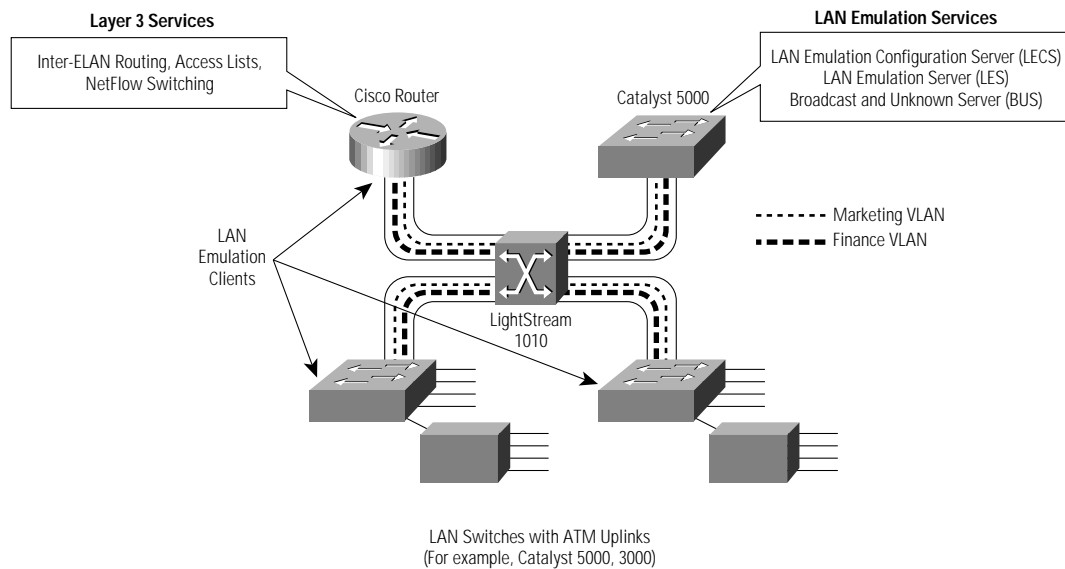 Layer 3 Services
Inter-ELAN Routing, Access Lists,
NetFlow Switching
LAN Emulation Services
LAN Emulation Configuration Server (LECS)
LAN Emulation Server (LES)
Broadcast and Unknown Server (BUS)
Cisco Router
Catalyst 5000
Marketing VLAN
Finance VLAN
LAN
Emulation
Clients
LightStream
1010
LAN Switches with ATM Uplinks
(For example, Catalyst 5000, 3000)